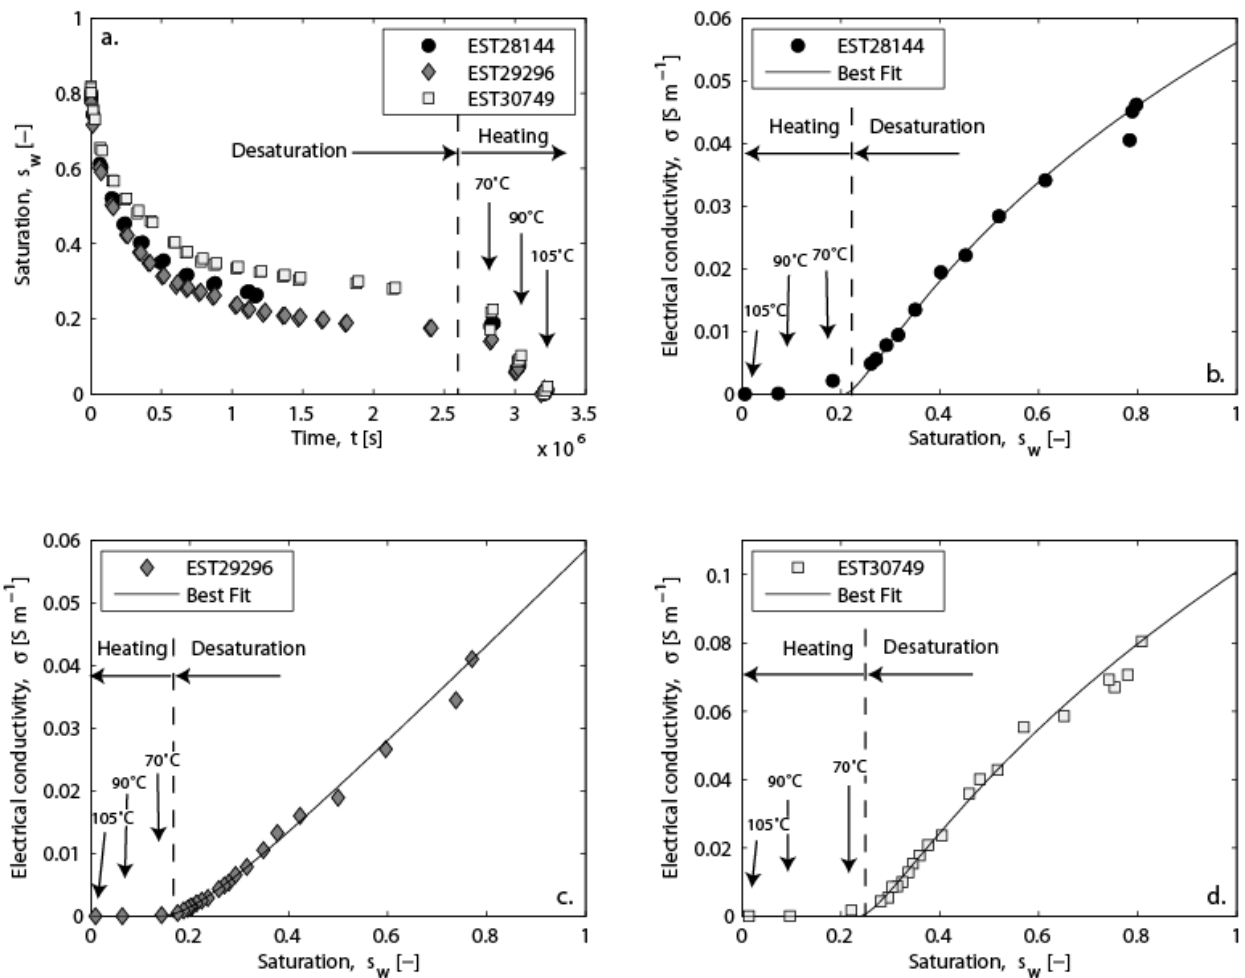 a.
EST28144
EST29296
EST30749
Desaturation
Heating
70°C
90°C
105°C
Saturation, s_w [−]
1
0.8
0.6
0.4
0.2
0
0 0.5 1 1.5 2 2.5 3 3.5
Time, t [s]
x 10^6
EST28144
Best Fit
Heating
Desaturation
105°C
90°C
70°C
b.
Electrical conductivity, σ [S m^−1]
0.06
0.05
0.04
0.03
0.02
0.01
0
0 0.2 0.4 0.6 0.8 1
Saturation, s_w [−]
EST29296
Best Fit
Heating
Desaturation
105°C
90°C
70°C
c.
Electrical conductivity, σ [S m^−1]
0.06
0.05
0.04
0.03
0.02
0.01
0
0 0.2 0.4 0.6 0.8 1
Saturation, s_w [−]
EST30749
Best Fit
Heating
Desaturation
105°C
90°C
70°C
d.
Electrical conductivity, σ [S m^−1]
0.1
0.08
0.06
0.04
0.02
0
0 0.2 0.4 0.6 0.8 1
Saturation, s_w [−]